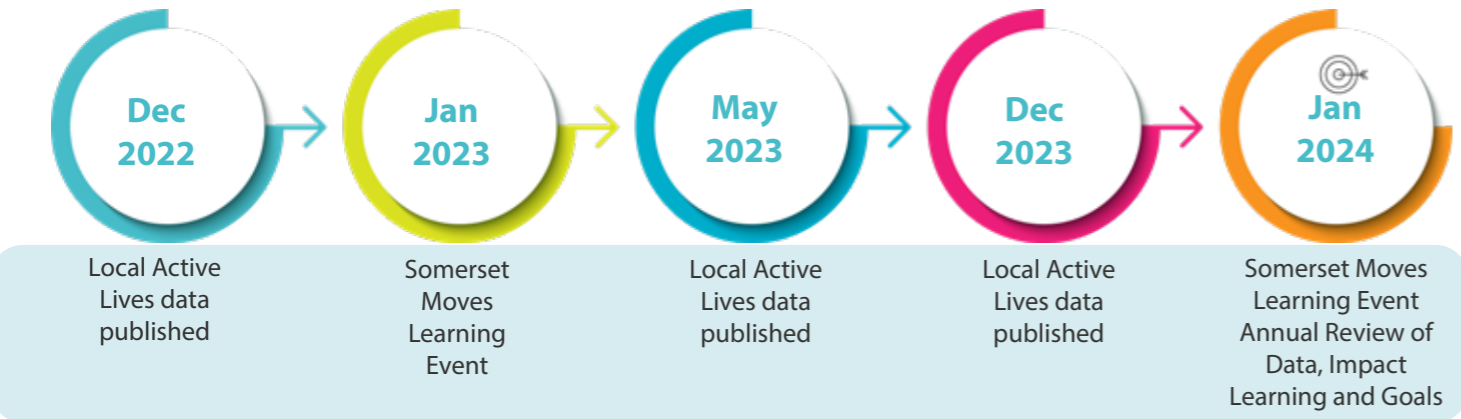 Dec
2022
Jan
2023
May
2023
Dec
2023
Jan
2024
Local Active
Lives data
published
Somerset
Moves
Learning
Event
Local Active
Lives data
published
Local Active
Lives data
published
Somerset Moves
Learning Event
Annual Review of
Data, Impact
Learning and Goals